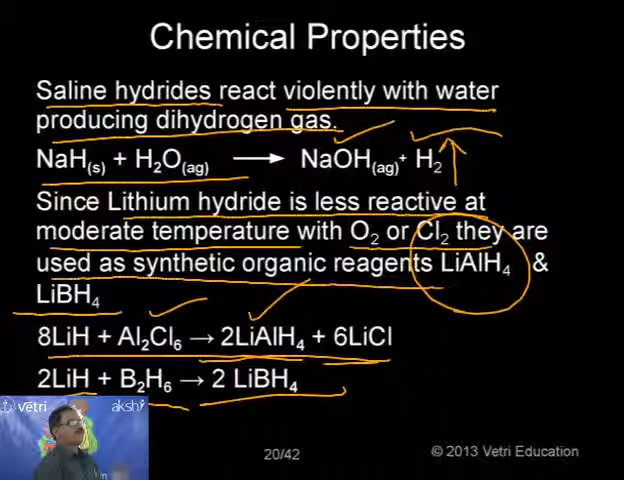 Chemical Properties
Saline hydrides react violently with water
producing dihydrogen gas.
NaH(s) + H₂O(ag) → NaOH(ag)+ H₂
Since Lithium hydride is less reactive at
moderate temperature with O₂ or Cl₂ they are
used as synthetic organic reagents LiAlH₄ &
LiBH₄
8LiH + Al₂Cl₆ → 2LiAlH₄ + 6LiCl
2LiH + B₂H₆ → 2 LiBH₄
vetri akshi
20/42 © 2013 Vetri Education